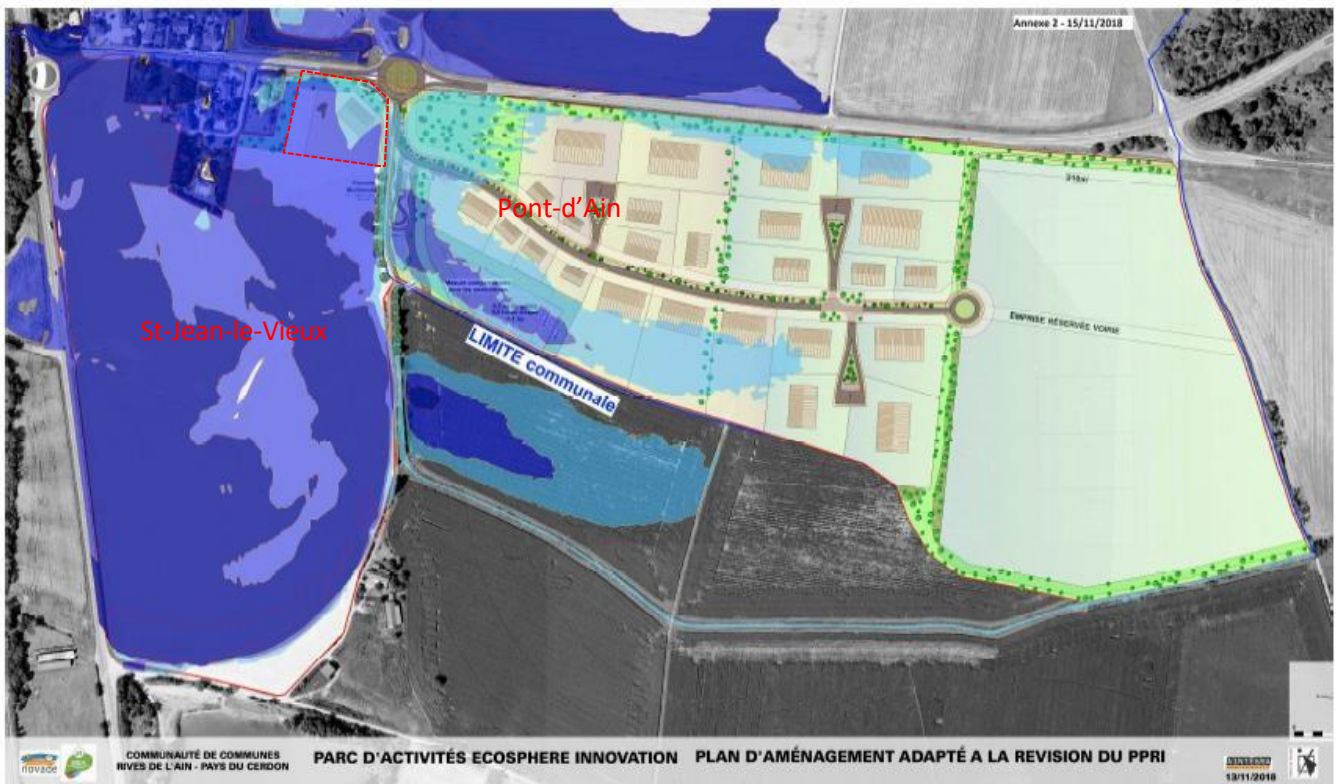 Annexe 2 - 15/11/2018
310m²
Pont-d'Ain
EMPRISE RÉSERVÉE VOIRIE
St-Jean-le-Vieux
LIMITE communale
novade
COMMUNAUTÉ DE COMMUNES
RIVES DE L'AIN - PAYS DU CERDON
PARC D'ACTIVITÉS ECOSPHERE INNOVATION PLAN D'AMÉNAGEMENT ADAPTÉ A LA REVISION DU PPRI
13/11/2018